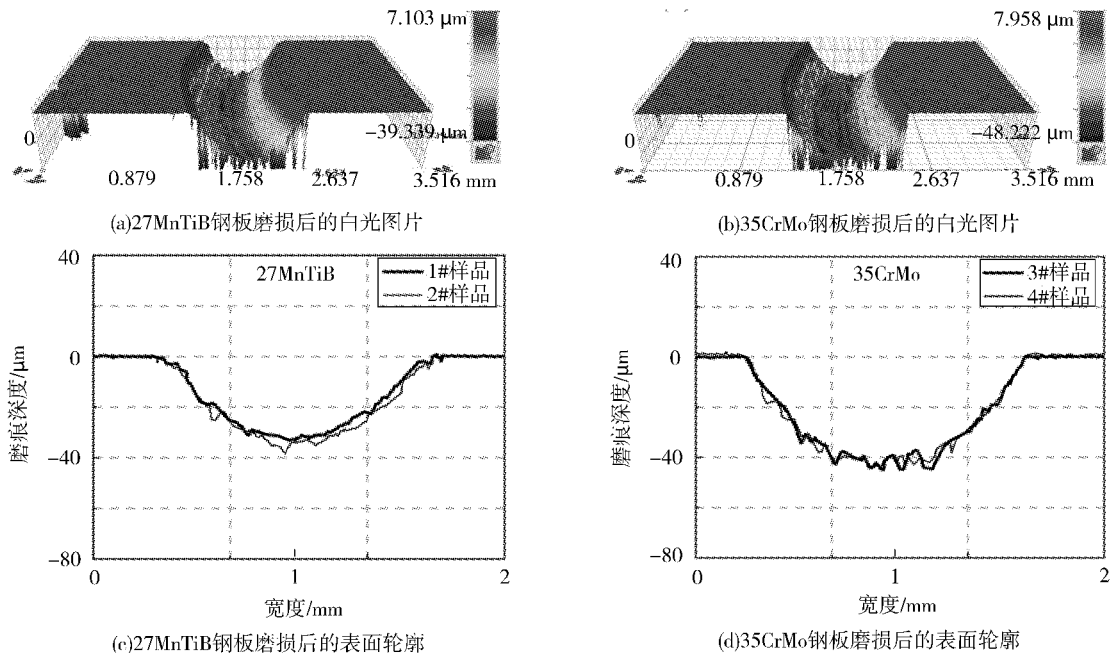 7.103 μm
-39.339 μm
0
0.879
1.758
2.637
3.516 mm
(a)27MnTiB钢板磨损后的白光图片
7.958 μm
-48.222 μm
0
0.879
1.758
2.637
3.516 mm
(b)35CrMo钢板磨损后的白光图片
40
0
-40
-80
磨痕深度/μm
27MnTiB
1#样品
2#样品
0
1
2
宽度/mm
(c)27MnTiB钢板磨损后的表面轮廓
40
0
-40
-80
磨痕深度/μm
35CrMo
3#样品
4#样品
0
1
2
宽度/mm
(d)35CrMo钢板磨损后的表面轮廓